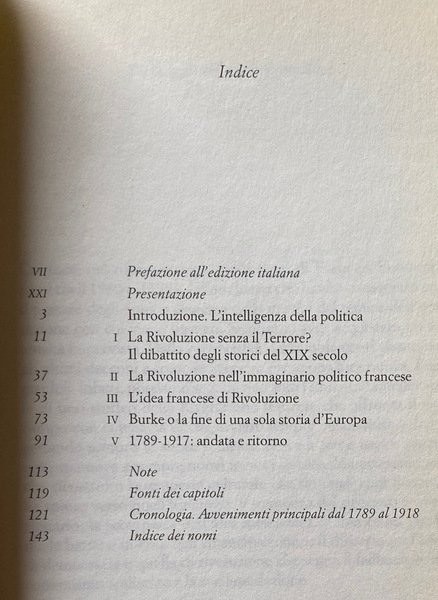 Indice
VII Prefazione all'edizione italiana
XXI Presentazione
3 Introduzione. L'intelligenza della politica
11 I La Rivoluzione senza il Terrore?
Il dibattito degli storici del XIX secolo
37 II La Rivoluzione nell'immaginario politico francese
53 III L'idea francese di Rivoluzione
73 IV Burke o la fine di una sola storia d'Europa
91 V 1789-1917: andata e ritorno
113 Note
119 Fonti dei capitoli
121 Cronologia. Avvenimenti principali dal 1789 al 1918
143 Indice dei nomi